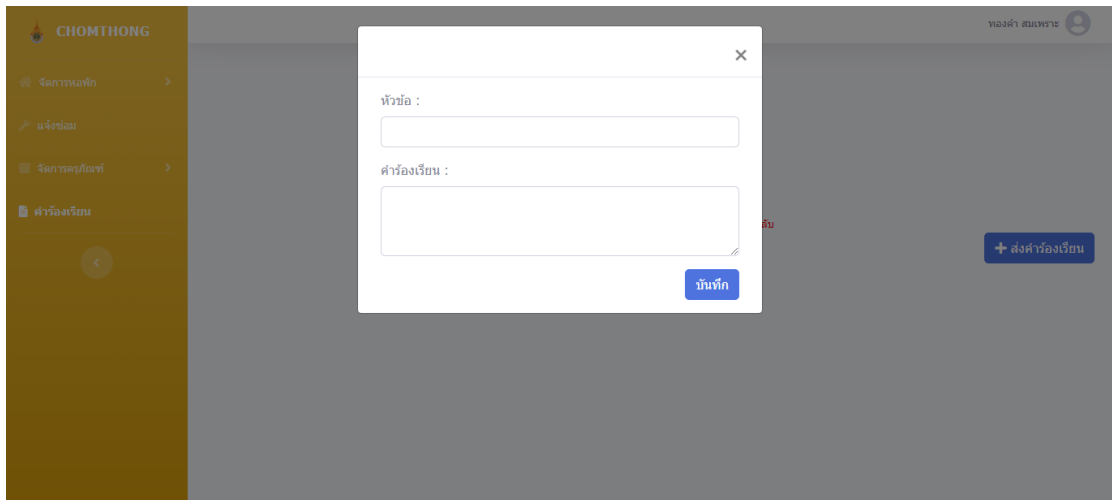 CHOMTHONG
ทองคำ สมเพราะ
×
จัดการหอพัก
หัวข้อ :
แจ้งซ่อม
จัดการครุภัณฑ์
คำร้องเรียน :
คำร้องเรียน
ลับ
ส่งคำร้องเรียน
บันทึก